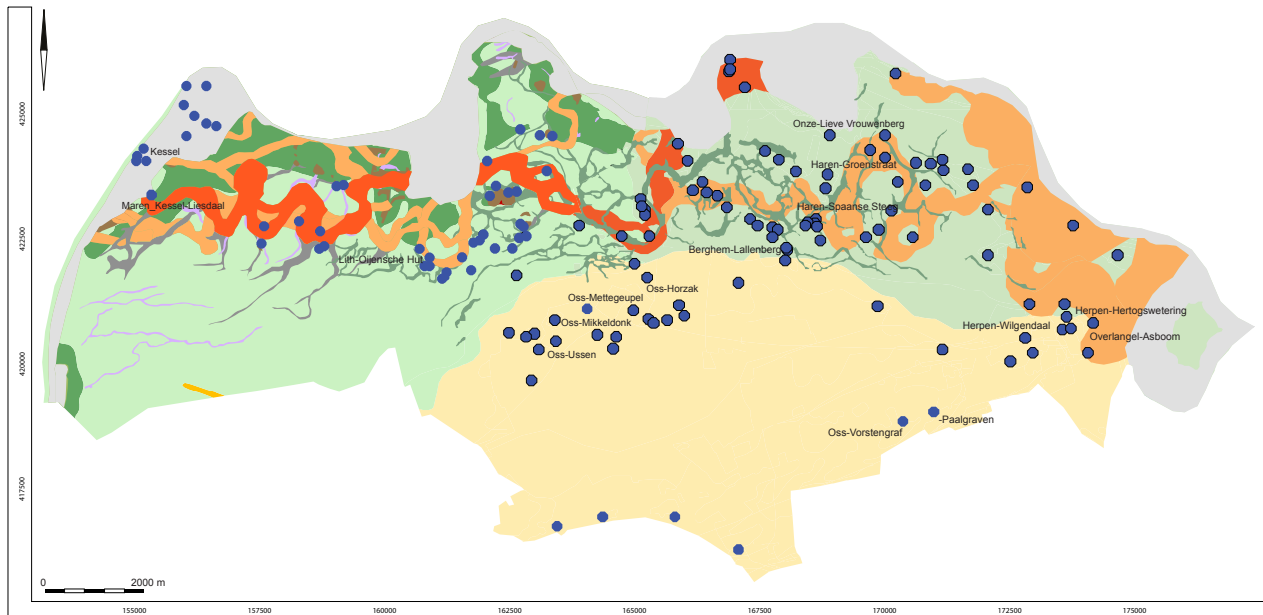 425000
422500
420000
417500
Kessel
Maren_Kessel-Liesdaal
Lith-Oijensche Hut
Onze-Lieve Vrouwenberg
Haren-Groenstraat
Haren-Spaanse Steeg
Berghem-Lallenberg
Oss-Horzak
Oss-Mettegeupel
Oss-Mikkeldonk
Oss-Ussen
Herpen-Hertogswetering
Herpen-Wilgendaal
Overlangel-Asboom
-Paalgraven
Oss-Vorstengraf
0 2000 m
155000 157500 160000 162500 165000 167500 170000 172500 175000